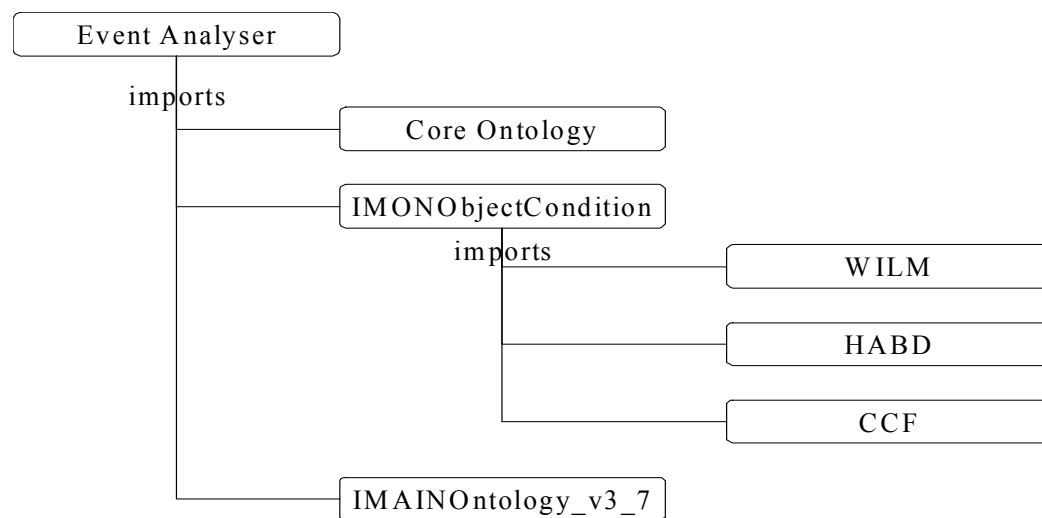 Event Analyser
imports
Core Ontology
IMONObjectCondition
imports
WILM
HABD
CCF
IMAINOntology_v3_7